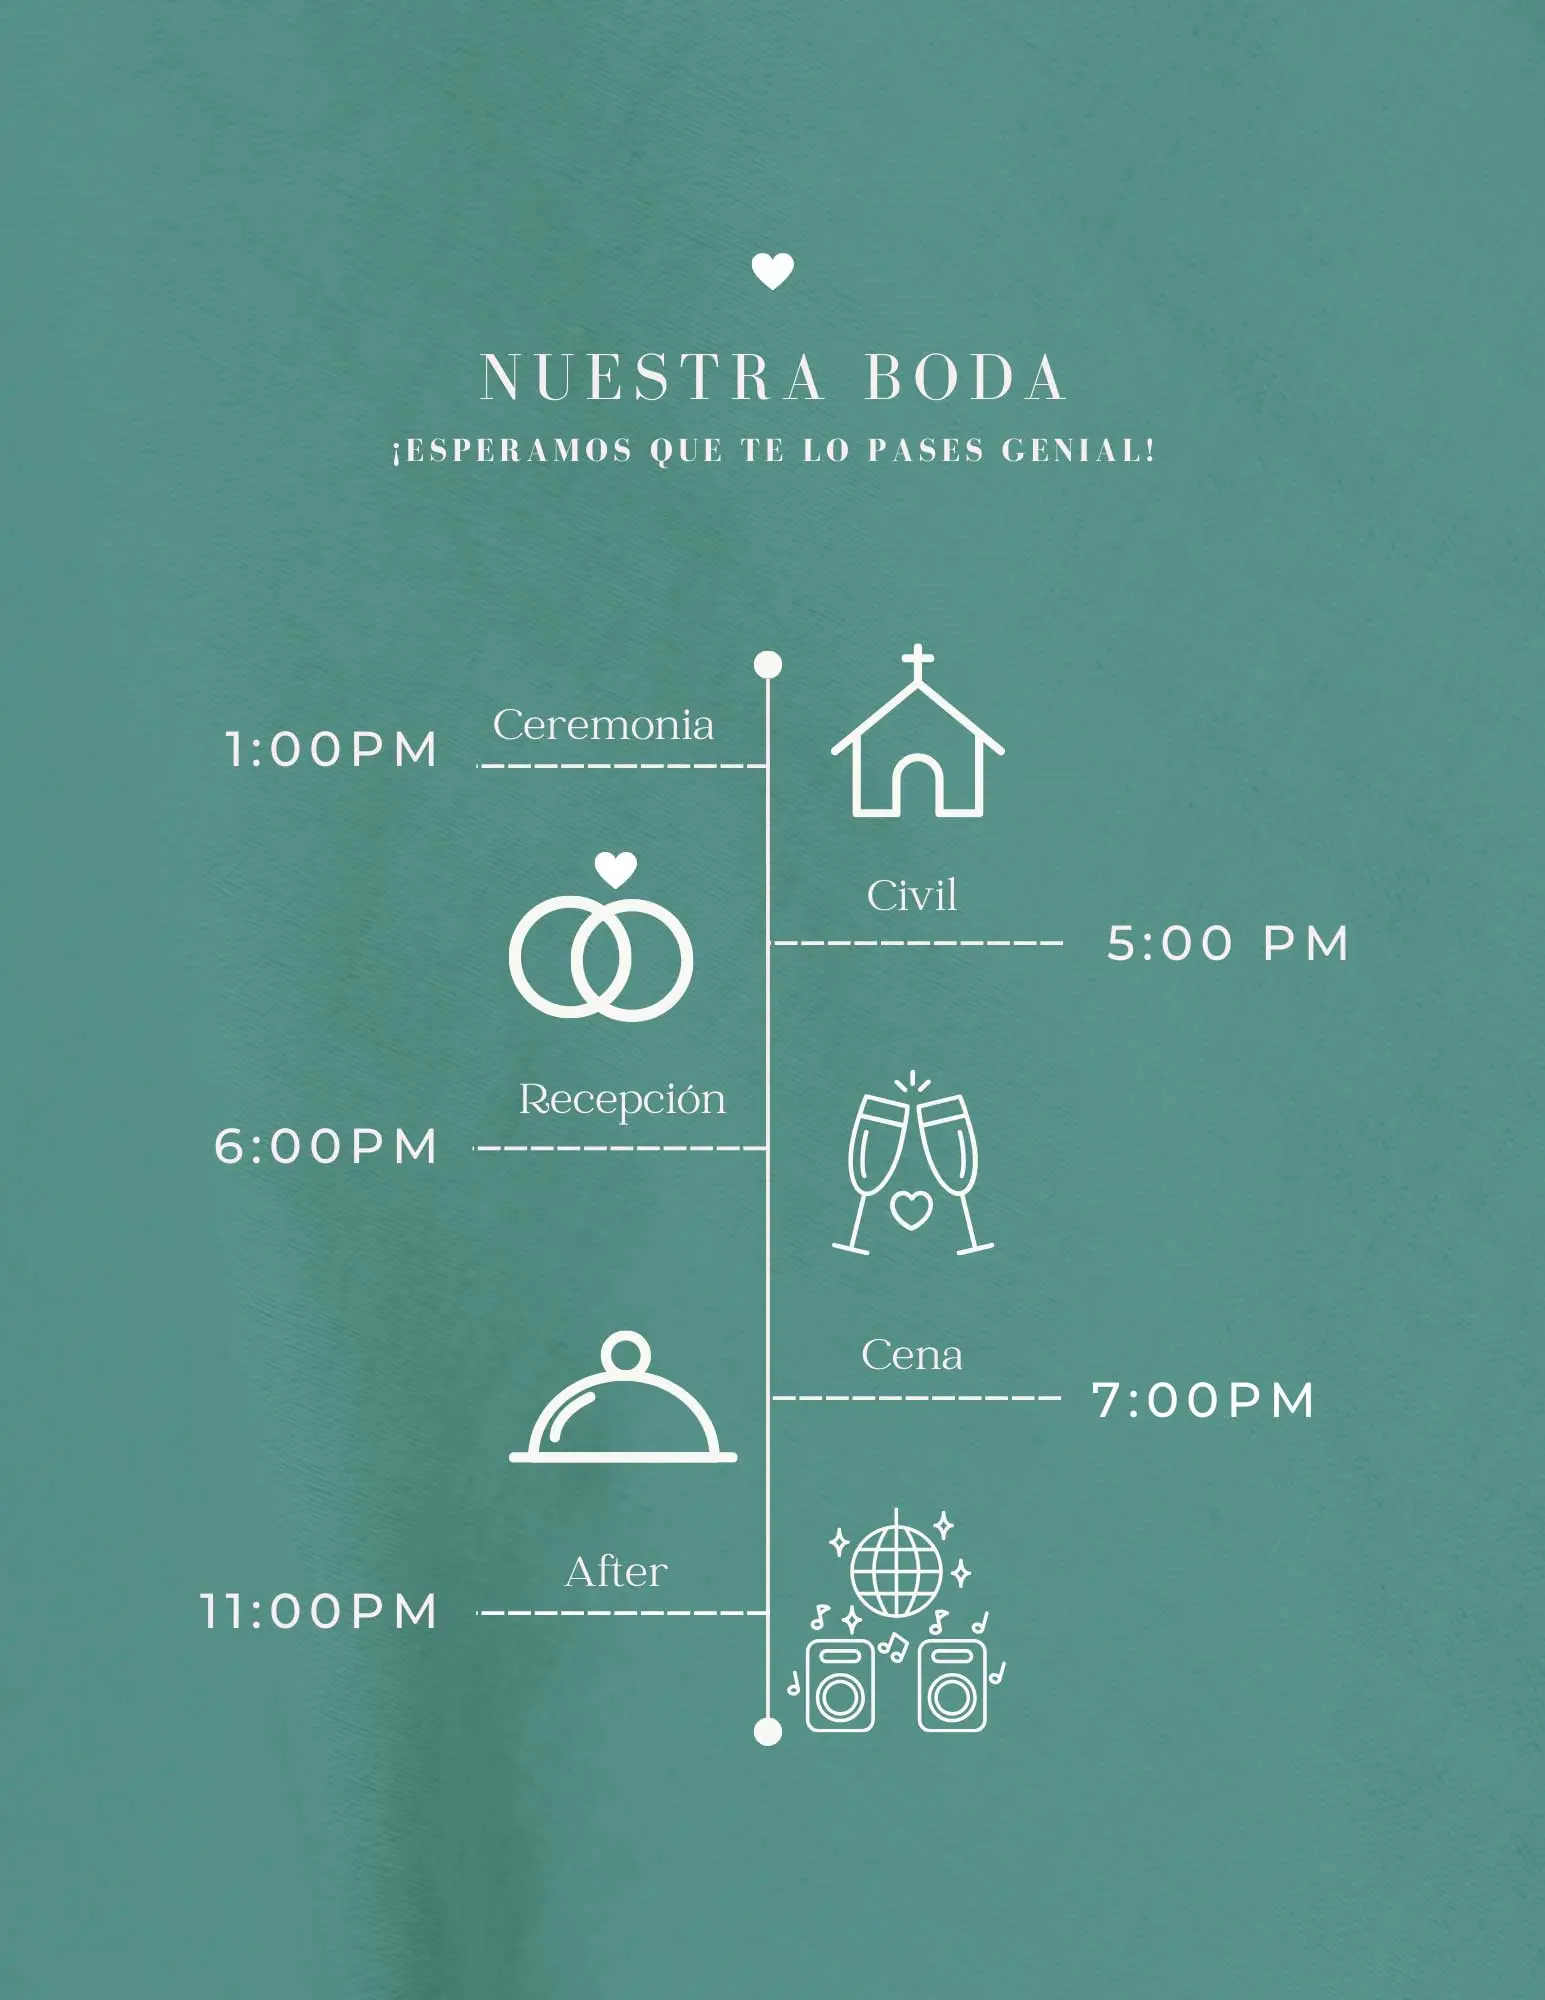 NUESTRA BODA
¡ESPERAMOS QUE TE LO PASES GENIAL!
Ceremonia
1:00PM
Civil
5:00 PM
Recepción
6:00PM
Cena
7:00PM
After
11:00PM